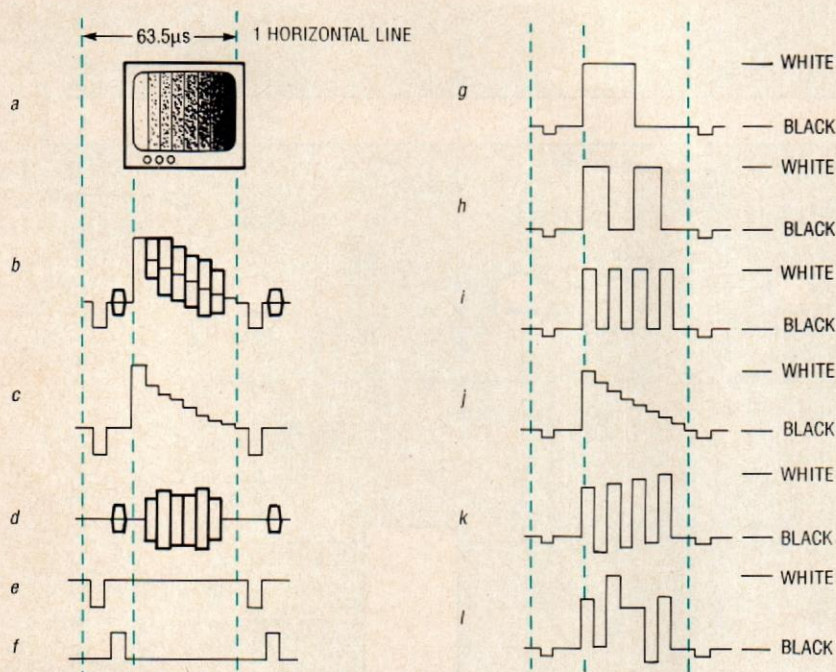 63.5µs 1 HORIZONTAL LINE
a
b
c
d
e
f
g WHITE
BLACK
h WHITE
BLACK
i WHITE
BLACK
j WHITE
BLACK
k WHITE
BLACK
l WHITE
BLACK